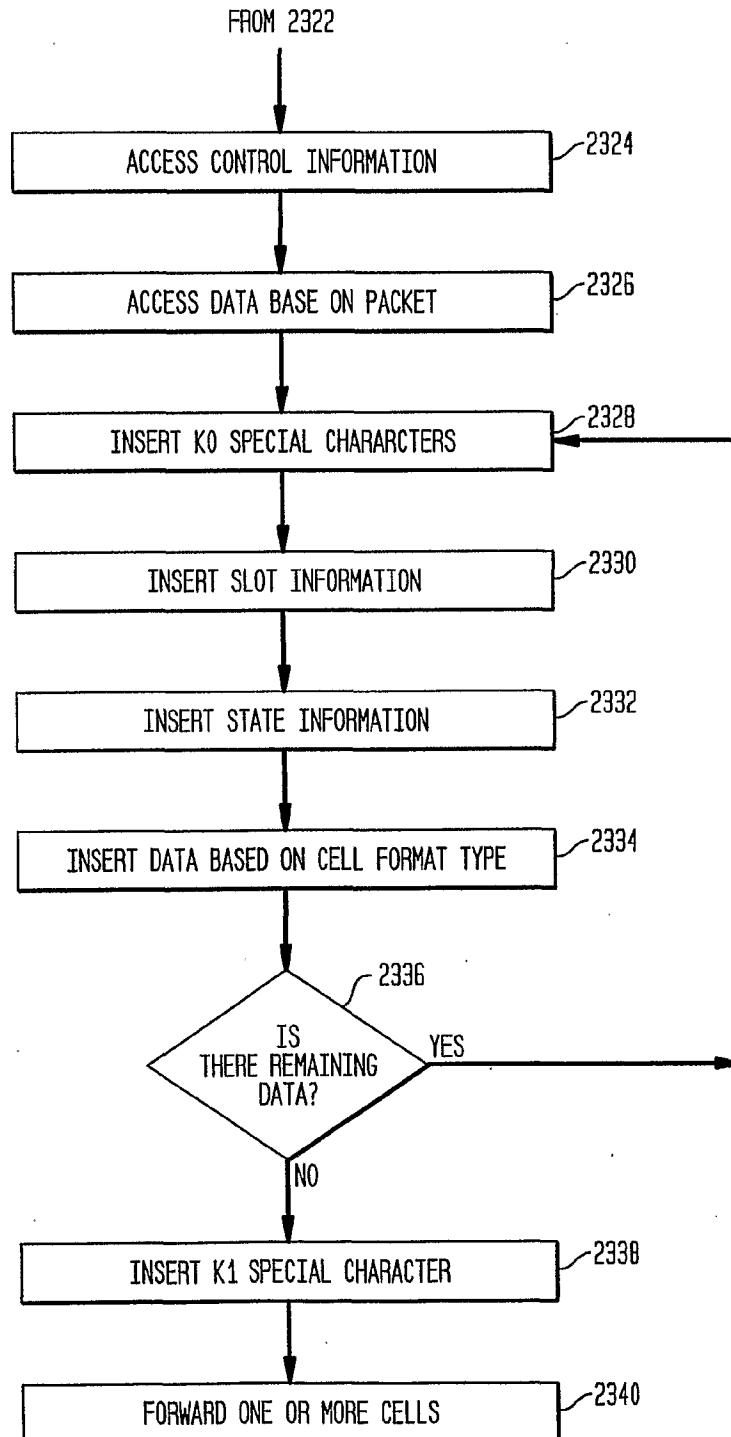 FROM 2322
ACCESS CONTROL INFORMATION
2324
ACCESS DATA BASE ON PACKET
2326
INSERT K0 SPECIAL CHARARCTERS
2328
INSERT SLOT INFORMATION
2330
INSERT STATE INFORMATION
2332
INSERT DATA BASED ON CELL FORMAT TYPE
2334
2336
IS
THERE REMAINING
DATA?
YES
NO
INSERT K1 SPECIAL CHARACTER
2338
FORWARD ONE OR MORE CELLS
2340